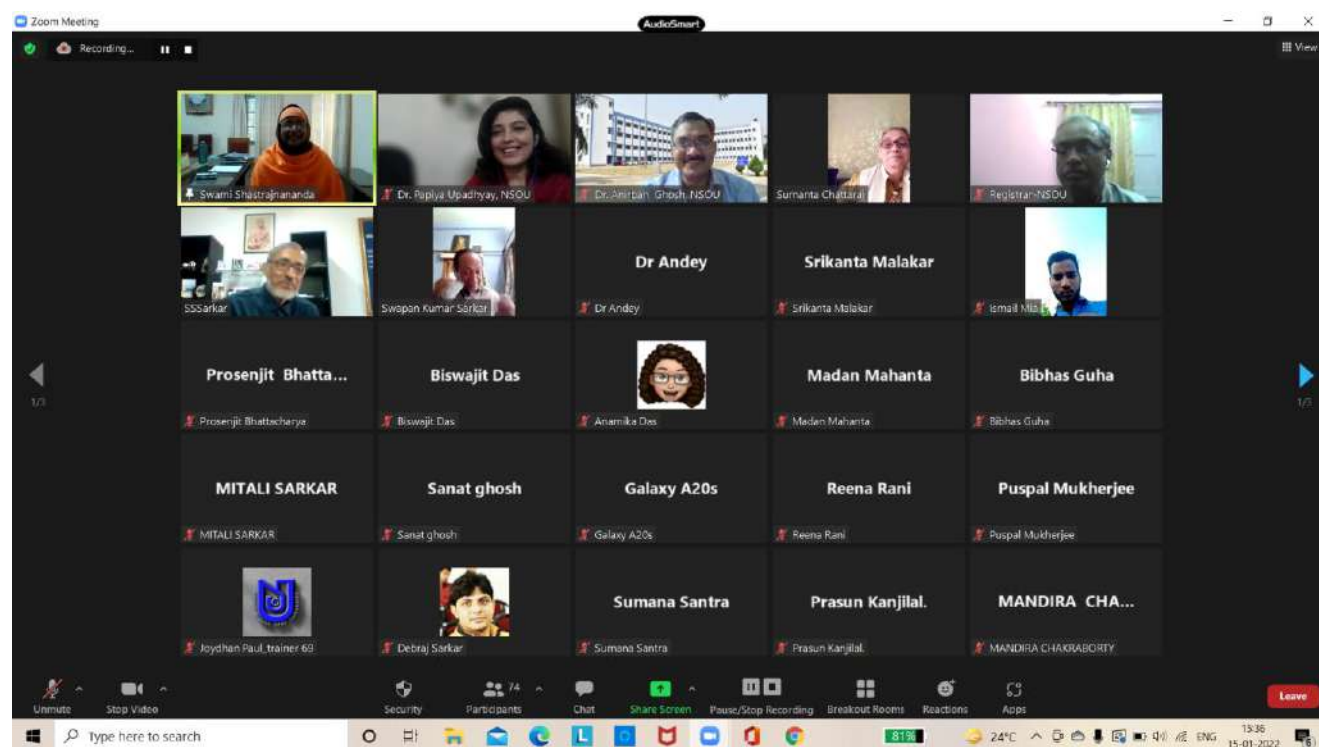 Zoom Meeting
AudioSmart
Recording...
View
Swami Shastrajnananda
Dr. Papiya Upadhyay, NSOU
Dr. Anirban Ghosh, NSOU
Sumanta Chattaraj
Registrar-NSOU
SSSarkar
Swapan Kumar Sarkar
Dr Andey
Dr Andey
Srikanta Malakar
Srikanta Malakar
Ismail Mia
Prosenjit Bhatta...
Prosenjit Bhattacharya
Biswajit Das
Biswajit Das
Anamika Das
Madan Mahanta
Madan Mahanta
Bibhas Guha
Bibhas Guha
1/3
1/3
MITALI SARKAR
MITALI SARKAR
Sanat ghosh
Sanat ghosh
Galaxy A20s
Galaxy A20s
Reena Rani
Reena Rani
Puspal Mukherjee
Puspal Mukherjee
Joydhan Paul_trainer 69
Debraj Sarkar
Sumana Santra
Sumana Santra
Prasun Kanjilal.
Prasun Kanjilal.
MANDIRA CHA...
MANDIRA CHAKRABORTY
Unmute
Stop Video
Security
74
Participants
Chat
Share Screen
Pause/Stop Recording
Breakout Rooms
Reactions
Apps
Leave
Type here to search
81%
24°C
ENG
15:36
15-01-2022
6